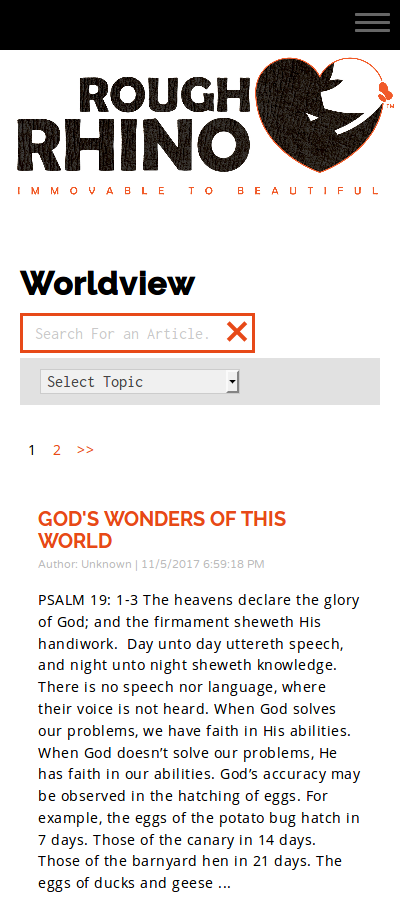 ROUGH
RHINO
TM
IMMOVABLE TO BEAUTIFUL
Worldview
Search For an Article.
Select Topic
1 2 >>
GOD'S WONDERS OF THIS
WORLD
Author: Unknown | 11/5/2017 6:59:18 PM
PSALM 19: 1-3 The heavens declare the glory
of God; and the firmament sheweth His
handiwork.  Day unto day uttereth speech,
and night unto night sheweth knowledge.
There is no speech nor language, where
their voice is not heard. When God solves
our problems, we have faith in His abilities.
When God doesn’t solve our problems, He
has faith in our abilities. God’s accuracy may
be observed in the hatching of eggs. For
example, the eggs of the potato bug hatch in
7 days. Those of the canary in 14 days.
Those of the barnyard hen in 21 days. The
eggs of ducks and geese ...